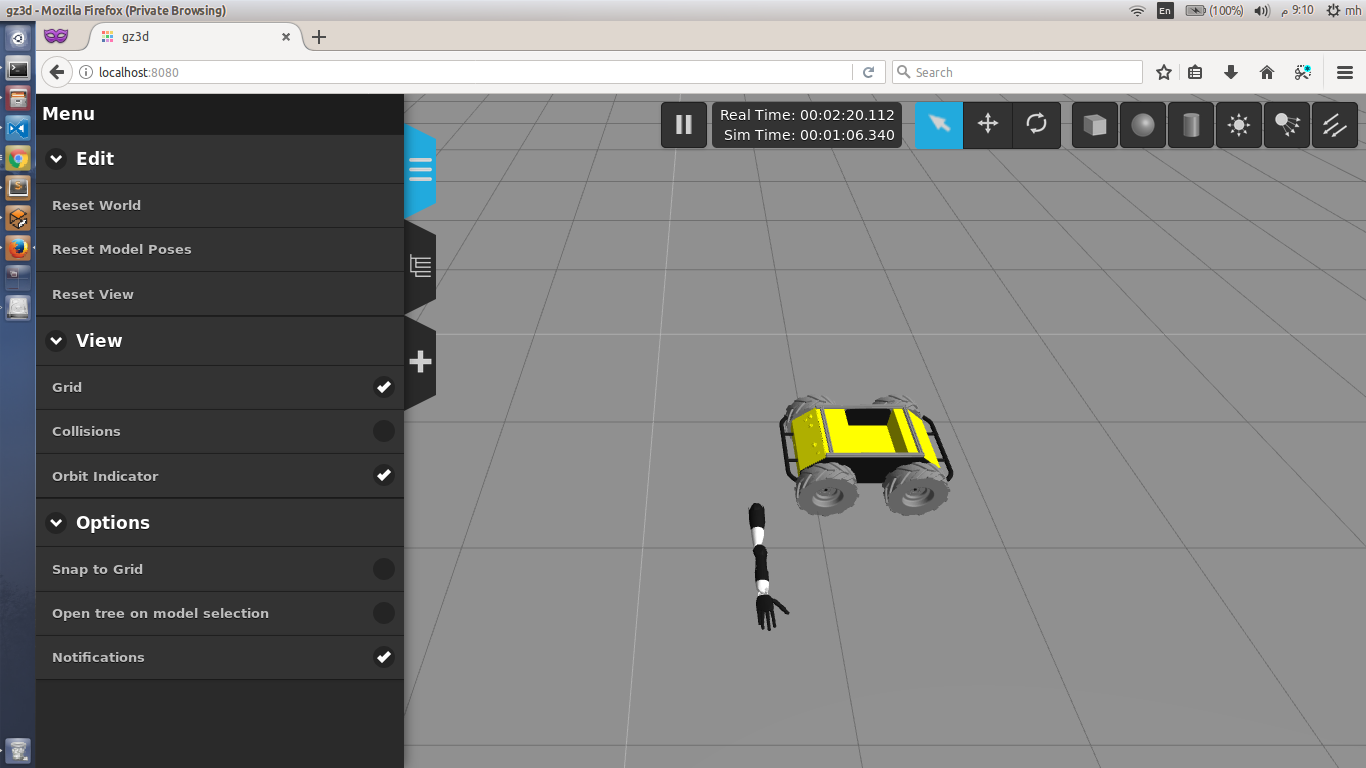 gz3d - Mozilla Firefox (Private Browsing)
En
(100%)
9:10 م
mh
gz3d
localhost:8080
Search
Menu
Real Time: 00:02:20.112
Sim Time: 00:01:06.340
Edit
Reset World
Reset Model Poses
Reset View
View
Grid
Collisions
Orbit Indicator
Options
Snap to Grid
Open tree on model selection
Notifications